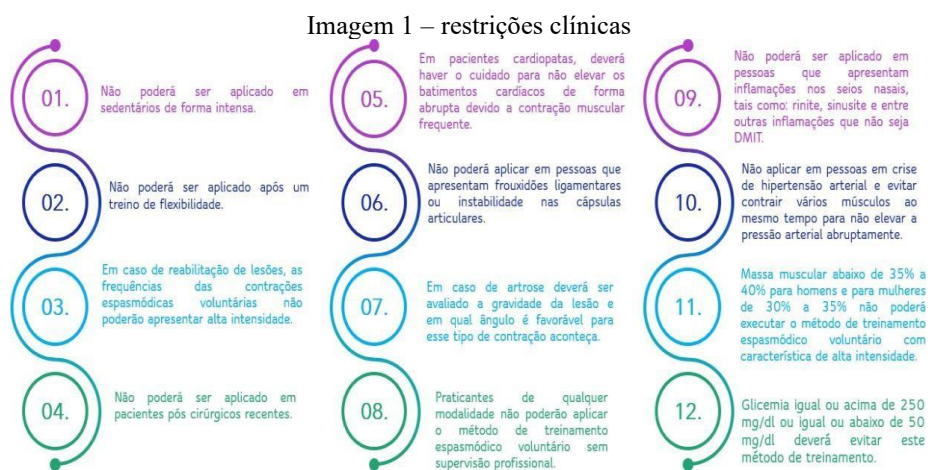 Imagem 1 – restrições clínicas
01.
Não poderá ser aplicado em
sedentários de forma intensa.
02.
Não poderá ser aplicado após um
treino de flexibilidade.
03.
Em caso de reabilitação de lesões, as
frequências das contrações
espasmódicas voluntárias não
poderão apresentar alta intensidade.
04.
Não poderá ser aplicado em
pacientes pós cirúrgicos recentes.
05.
Em pacientes cardiopatas, deverá
haver o cuidado para não elevar os
batimentos cardíacos de forma
abrupta devido a contração muscular
frequente.
06.
Não poderá aplicar em pessoas que
apresentam frouxidões ligamentares
ou instabilidade nas cápsulas
articulares.
07.
Em caso de artrose deverá ser
avaliado a gravidade da lesão e
em qual ângulo é favorável para
esse tipo de contração aconteça.
08.
Praticantes de qualquer
modalidade não poderão aplicar
o método de treinamento
espasmódico voluntário sem
supervisão profissional.
09.
Não poderá ser aplicado em
pessoas que apresentam
inflamações nos seios nasais,
tais como: rinite, sinusite e entre
outras inflamações que não seja
DMIT.
10.
Não aplicar em pessoas em crise
de hipertensão arterial e evitar
contrair vários músculos ao
mesmo tempo para não elevar a
pressão arterial abruptamente.
11.
Massa muscular abaixo de 35% a
40% para homens e para mulheres
de 30% a 35% não poderá
executar o método de treinamento
espasmódico voluntário com
característica de alta intensidade.
12.
Glicemia igual ou acima de 250
mg/dl ou igual ou abaixo de 50
mg/dl deverá evitar este
método de treinamento.